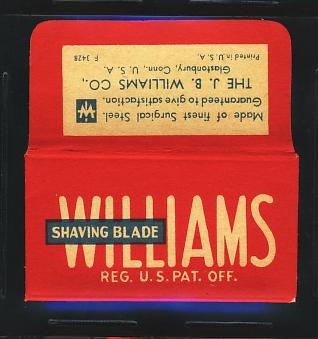 Made of finest Surgical Steel.
Guaranteed to give satisfaction.
THE J. B. WILLIAMS CO.,
Glastonbury, Conn., U. S. A.
Printed in U. S. A.
F 3428
WILLIAMS
SHAVING BLADE
REG. U.S. PAT. OFF.